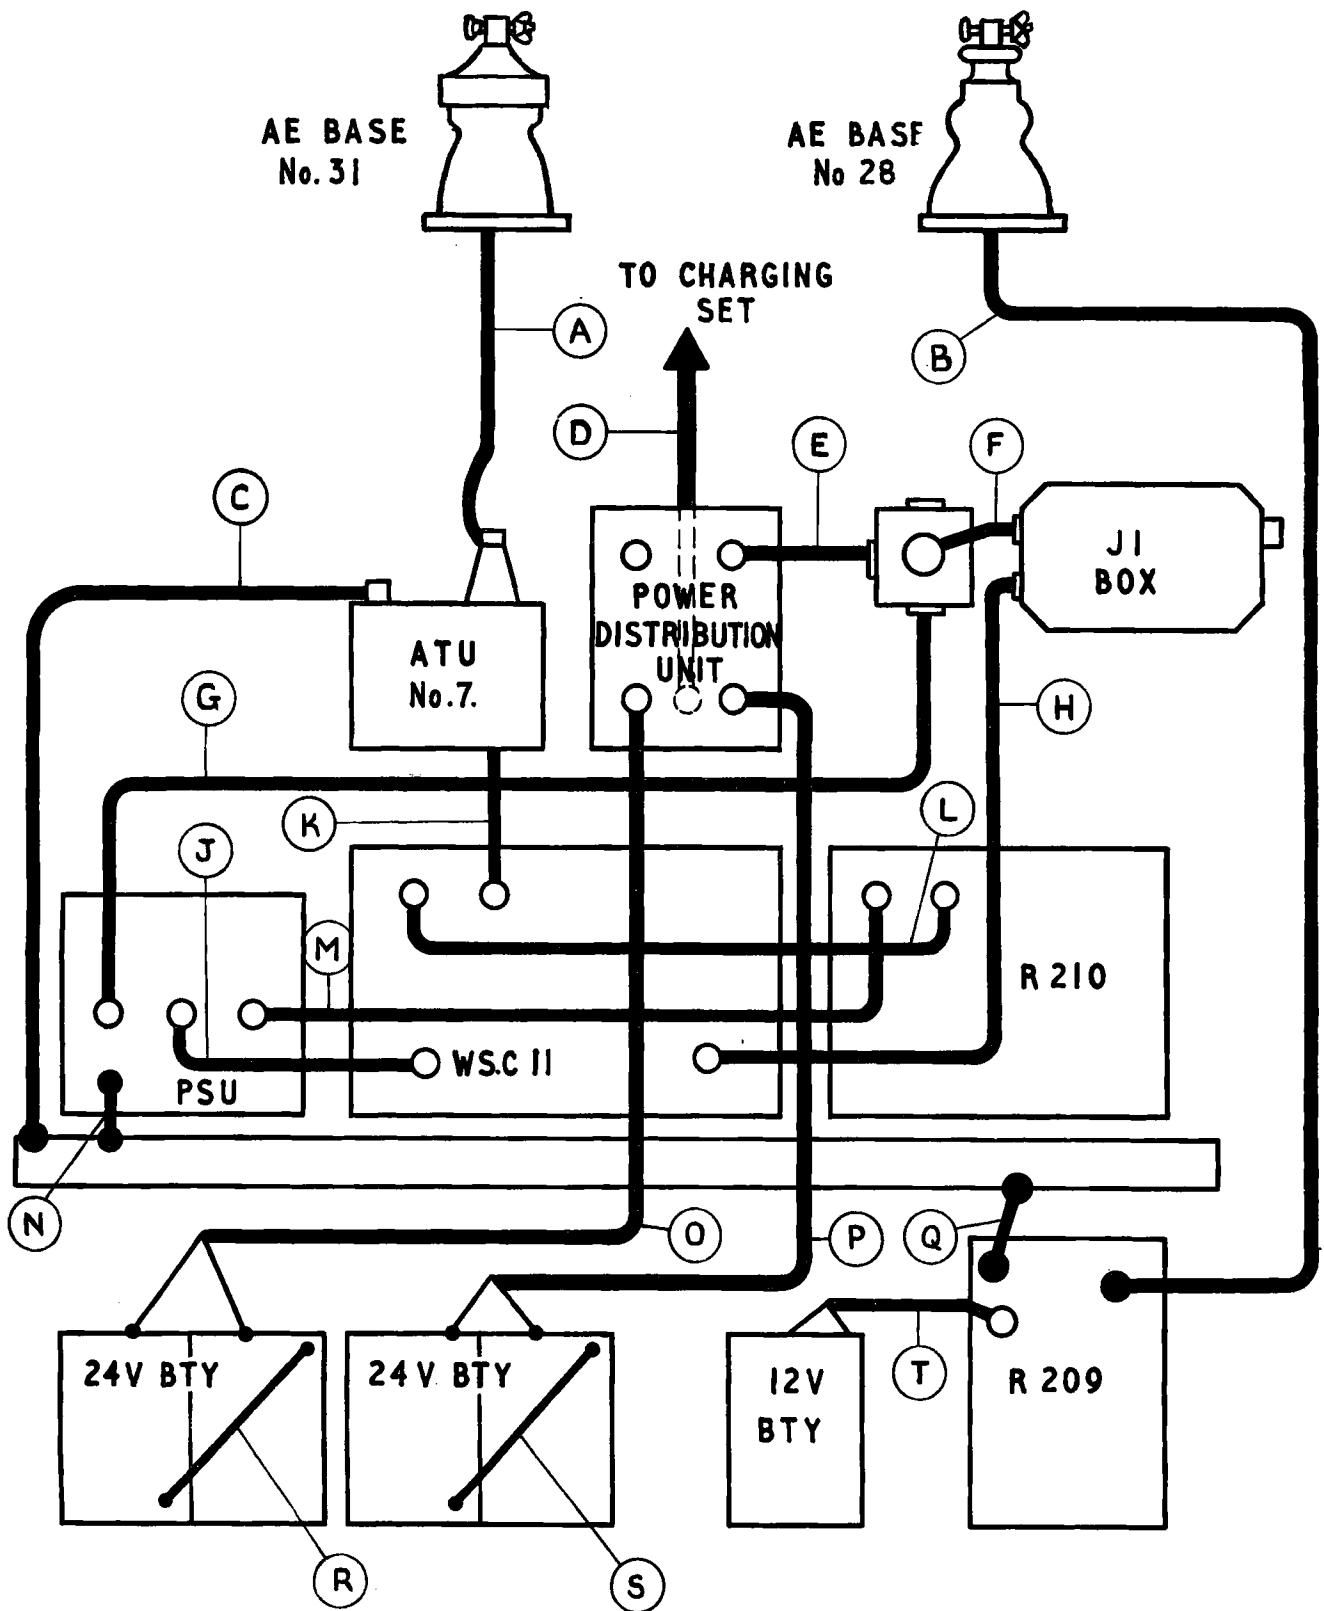 AE BASE
No. 31
AE BASE
No 28
TO CHARGING
SET
A
B
D
E
F
C
J1
BOX
POWER
DISTRIBUTION
UNIT
ATU
No. 7.
G
H
K
L
J
M
R 210
WS.C 11
PSU
N
O
P
Q
24V BTY
24V BTY
12V
BTY
T
R 209
R
S